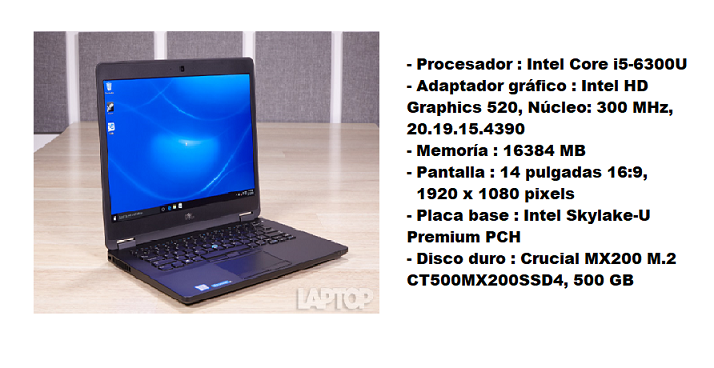 - Procesador : Intel Core i5-6300U
- Adaptador gráfico : Intel HD
Graphics 520, Núcleo: 300 MHz,
20.19.15.4390
- Memoría : 16384 MB
- Pantalla : 14 pulgadas 16:9,
1920 x 1080 pixels
- Placa base : Intel Skylake-U
Premium PCH
- Disco duro : Crucial MX200 M.2
CT500MX200SSD4, 500 GB
LAPTOP